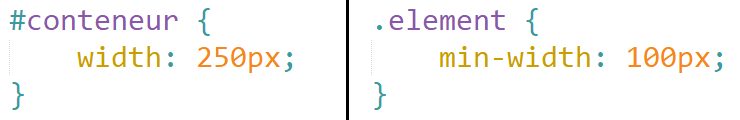 #conteneur {
    width: 250px;
}
.element {
    min-width: 100px;
}